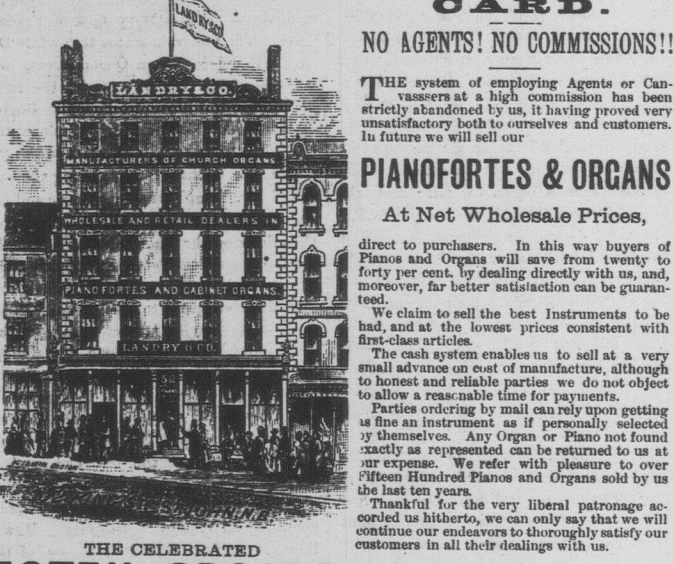 LANDRY&CO
LANDRY&CO.
MANUFACTURERS OF CHURCH ORGANS
WHOLESALE AND RETAIL DEALERS IN
PIANO FORTES AND CABINET ORGANS.
LANDRY & CO.
52
52 KING ST ST JOHN, N.B.
THE CELEBRATED
CARD.
NO AGENTS! NO COMMISSIONS!!
THE system of employing Agents or Can-
vassers at a high commission has been
strictly abandoned by us, it having proved very
unsatisfactory both to ourselves and customers.
In future we will sell our
PIANOFORTES & ORGANS
At Net Wholesale Prices,
direct to purchasers. In this way buyers of
Pianos and Organs will save from twenty to
forty per cent. by dealing directly with us, and,
moreover, far better satisfaction can be guaran-
teed.
We claim to sell the best Instruments to be
had, and at the lowest prices consistent with
first-class articles.
The cash system enables us to sell at a very
small advance on cost of manufacture, although
to honest and reliable parties we do not object
to allow a reasonable time for payments.
Parties ordering by mail can rely upon getting
as fine an instrument as if personally selected
by themselves. Any Organ or Piano not found
exactly as represented can be returned to us at
our expense. We refer with pleasure to over
Fifteen Hundred Pianos and Organs sold by us
the last ten years.
Thankful for the very liberal patronage ac-
corded us hitherto, we can only say that we will
continue our endeavors to thoroughly satisfy our
customers in all their dealings with us.